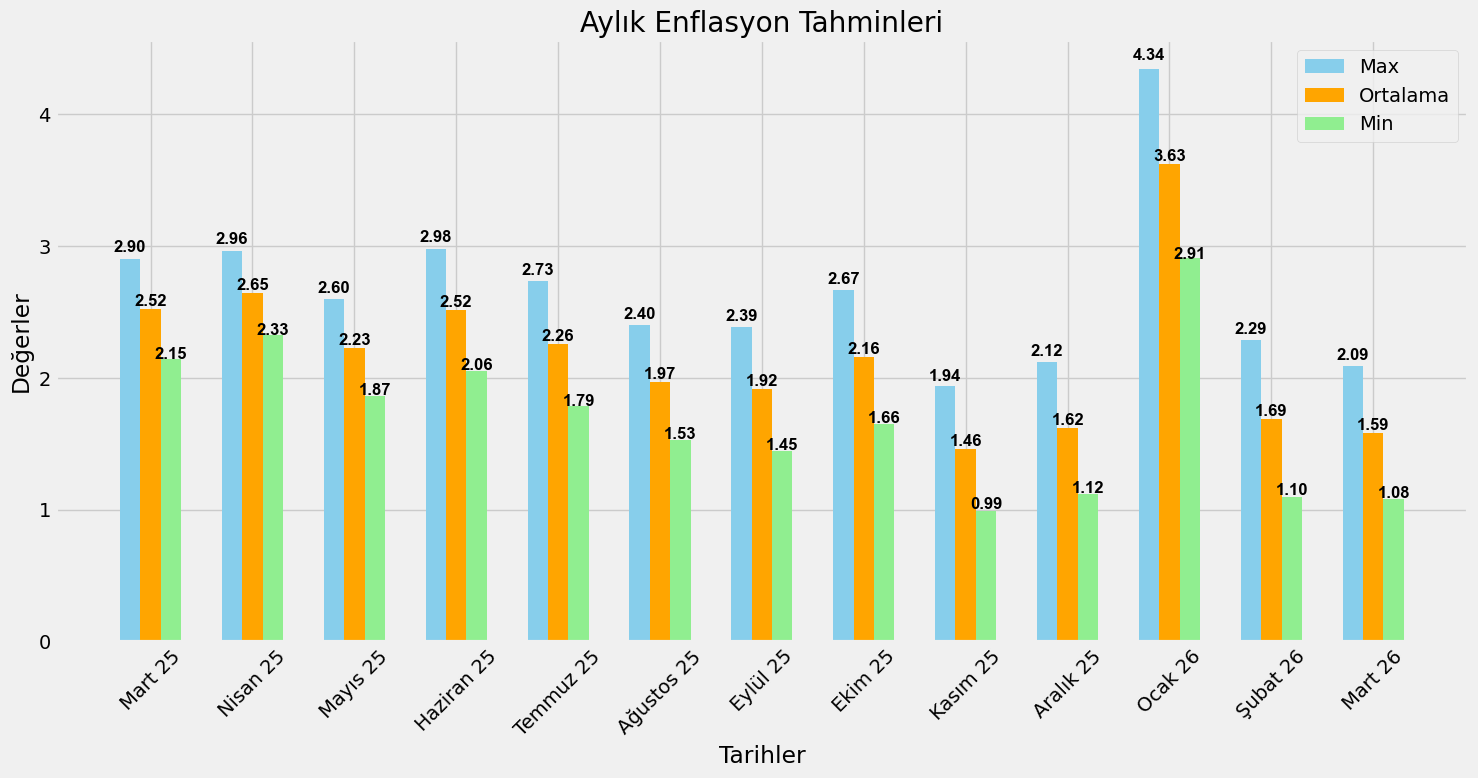 Aylık Enflasyon Tahminleri
Max
Ortalama
Min
Değerler
4
3
2
1
0
2.90
2.52
2.15
2.96
2.65
2.33
2.60
2.23
1.87
2.98
2.52
2.06
2.73
2.26
1.79
2.40
1.97
1.53
2.39
1.92
1.45
2.67
2.16
1.66
1.94
1.46
0.99
2.12
1.62
1.12
4.34
3.63
2.91
2.29
1.69
1.10
2.09
1.59
1.08
Mart 25
Nisan 25
Mayıs 25
Haziran 25
Temmuz 25
Ağustos 25
Eylül 25
Ekim 25
Kasım 25
Aralık 25
Ocak 26
Şubat 26
Mart 26
Tarihler